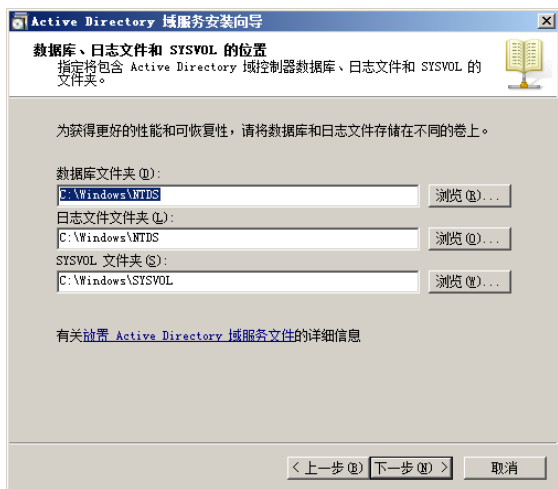 Active Directory 域服务安装向导
数据库、日志文件和 SYSVOL 的位置
指定将包含 Active Directory 域控制器数据库、日志文件和 SYSVOL 的
文件夹。
为获得更好的性能和可恢复性，请将数据库和日志文件存储在不同的卷上。
数据库文件夹(D):
C:\Windows\NTDS 浏览(R)...
日志文件文件夹(L):
C:\Windows\NTDS 浏览(O)...
SYSVOL 文件夹(S):
C:\Windows\SYSVOL 浏览(W)...
有关放置 Active Directory 域服务文件的详细信息
< 上一步(B) 下一步(N) > 取消